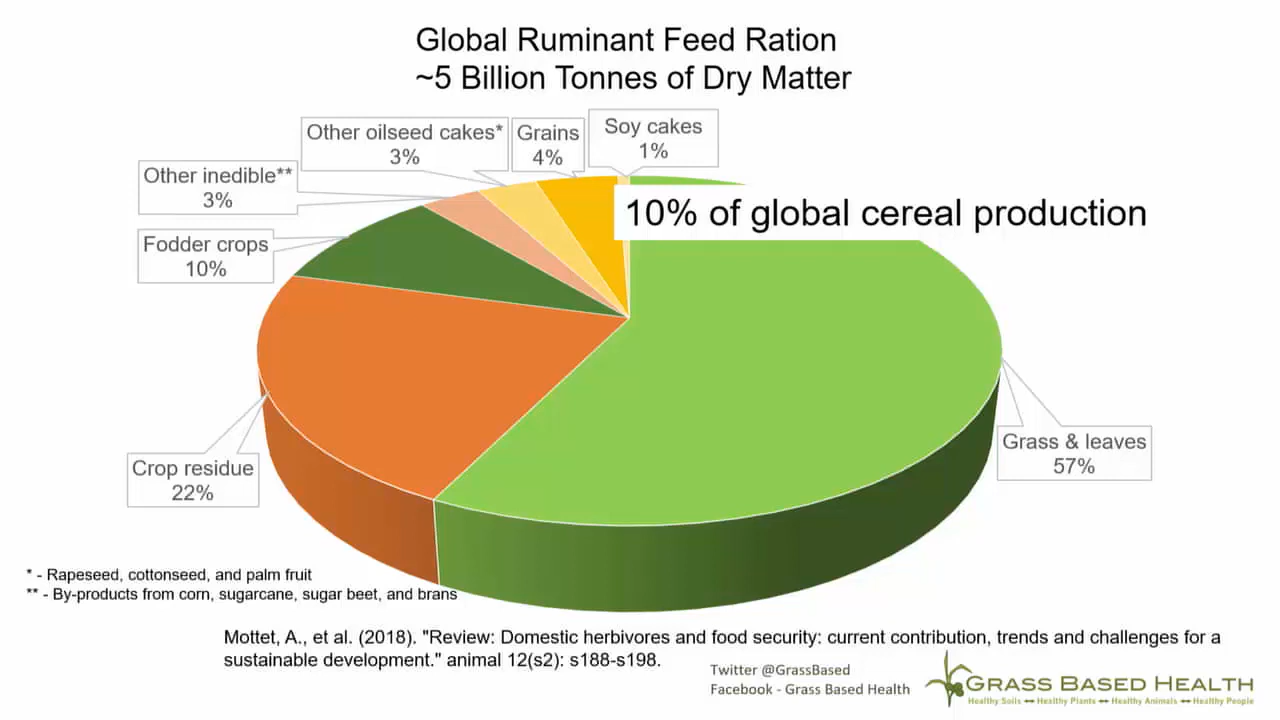 Global Ruminant Feed Ration
~5 Billion Tonnes of Dry Matter
Other oilseed cakes*
3%
Grains
4%
Soy cakes
1%
Other inedible**
3%
10% of global cereal production
Fodder crops
10%
Grass & leaves
57%
Crop residue
22%
* - Rapeseed, cottonseed, and palm fruit
** - By-products from corn, sugarcane, sugar beet, and brans
Mottet, A., et al. (2018). "Review: Domestic herbivores and food security: current contribution, trends and challenges for a
sustainable development." animal 12(s2): s188-s198.
Twitter @GrassBased
Facebook - Grass Based Health
GRASS BASED HEALTH
Healthy Soils ↔ Healthy Plants ↔ Healthy Animals ↔ Healthy People